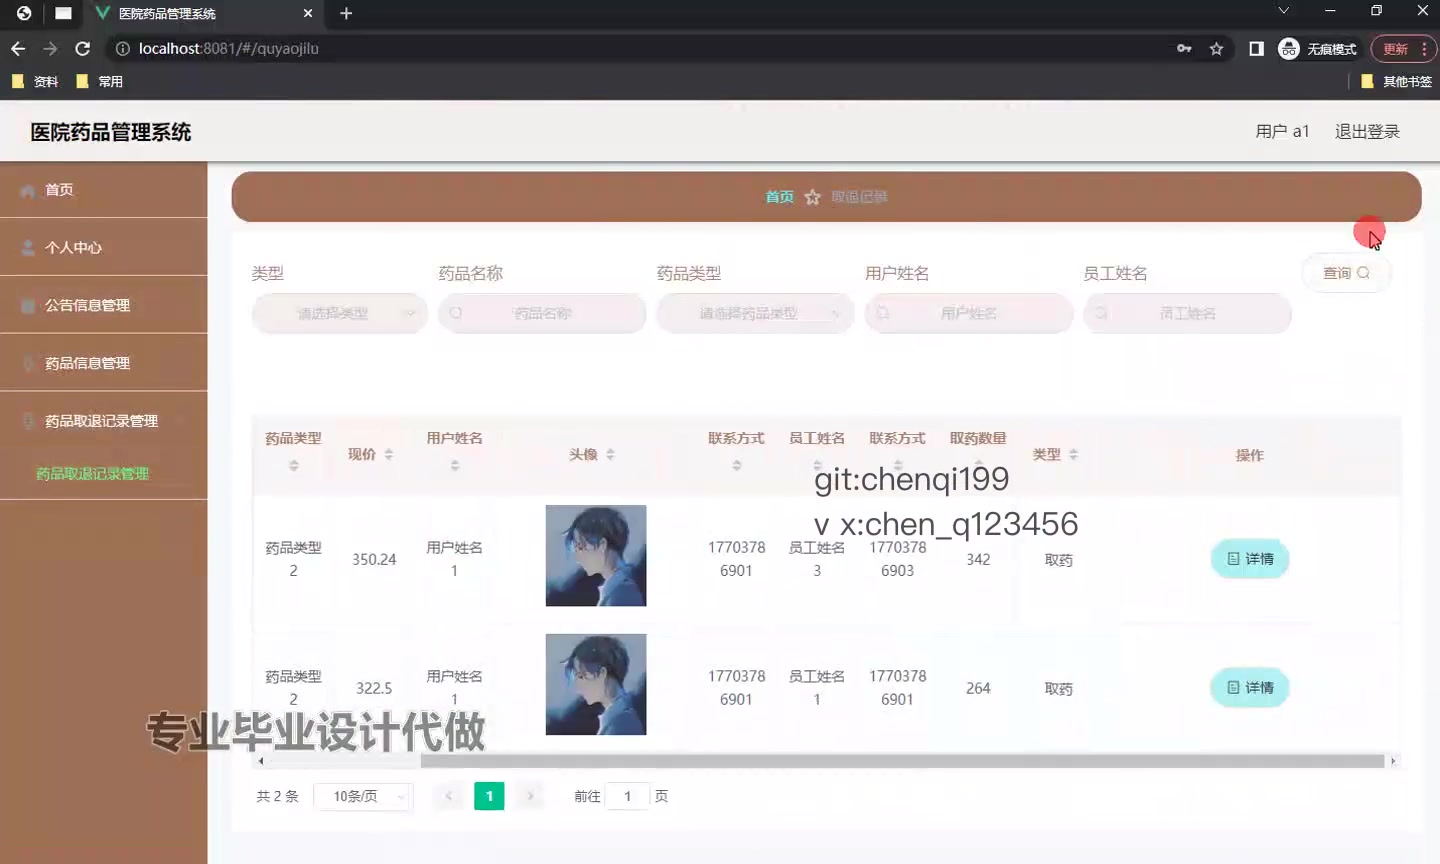 医院药品管理系统
localhost:8081/#/quyaojilu
无痕模式
更新
资料
常用
其他书签
医院药品管理系统
用户 a1
退出登录
首页
个人中心
公告信息管理
药品信息管理
药品取退记录管理
药品取退记录管理
首页
取退记录
类型
药品名称
药品类型
用户姓名
员工姓名
查询
请选择类型
药品名称
请选择药品类型
用户姓名
员工姓名
药品类型
现价
用户姓名
头像
联系方式
员工姓名
联系方式
取药数量
类型
操作
git:chenqi199
v x:chen_q123456
药品类型
2
350.24
用户姓名
1
1770378
6901
员工姓名
3
1770378
6903
342
取药
详情
药品类型
2
322.5
用户姓名
1
1770378
6901
员工姓名
1
1770378
6901
264
取药
详情
专业毕业设计代做
共 2 条
10条/页
1
前往
1
页